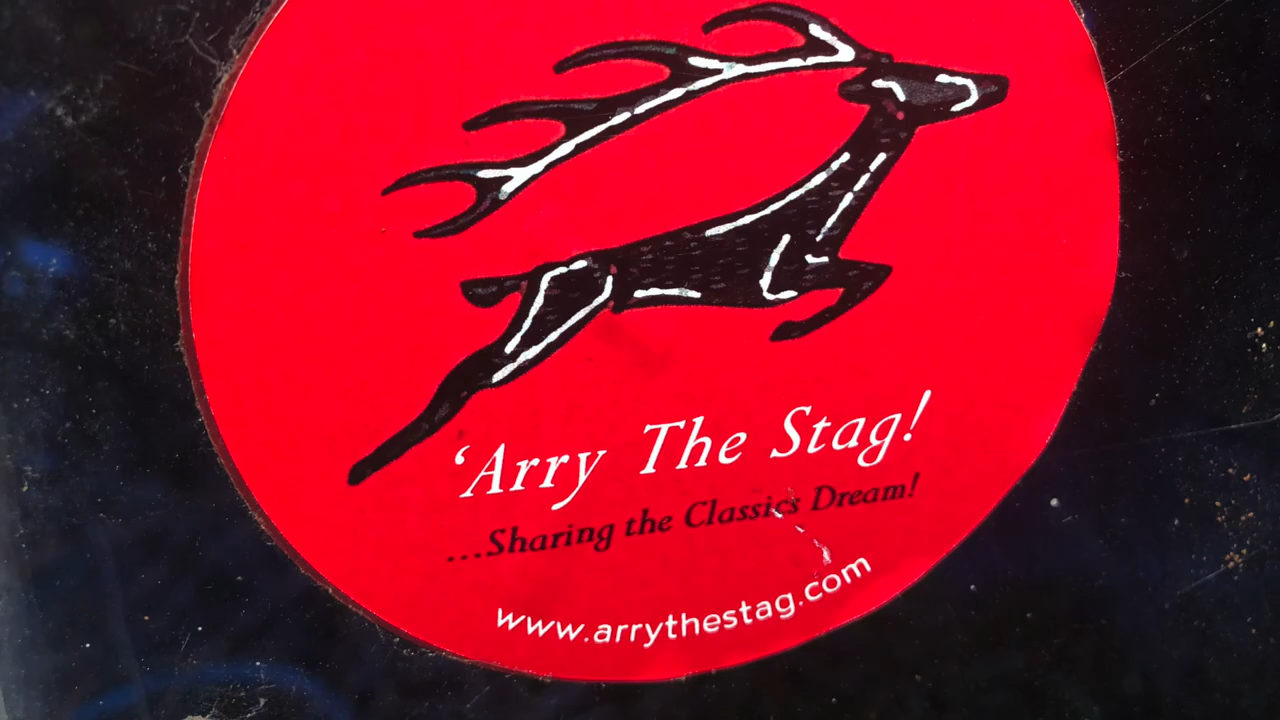 ‘Arry The Stag!
...Sharing the Classics Dream!
www.arrythestag.com